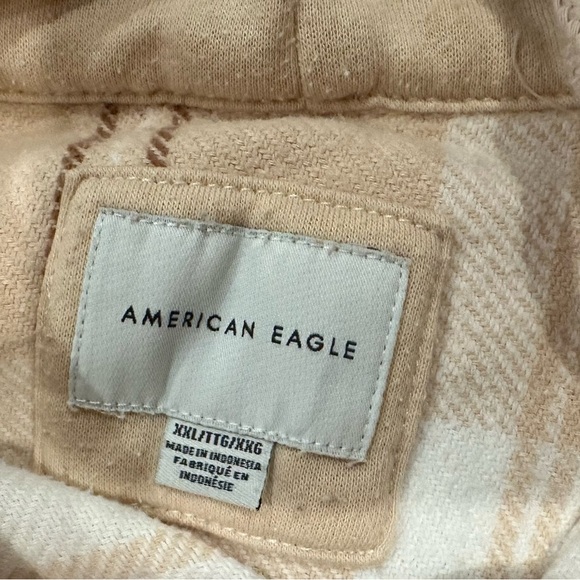 AMERICAN EAGLE
XXL/TTG/XXG
MADE IN INDONESIA
FABRIQUÉ EN
INDONÉSIE